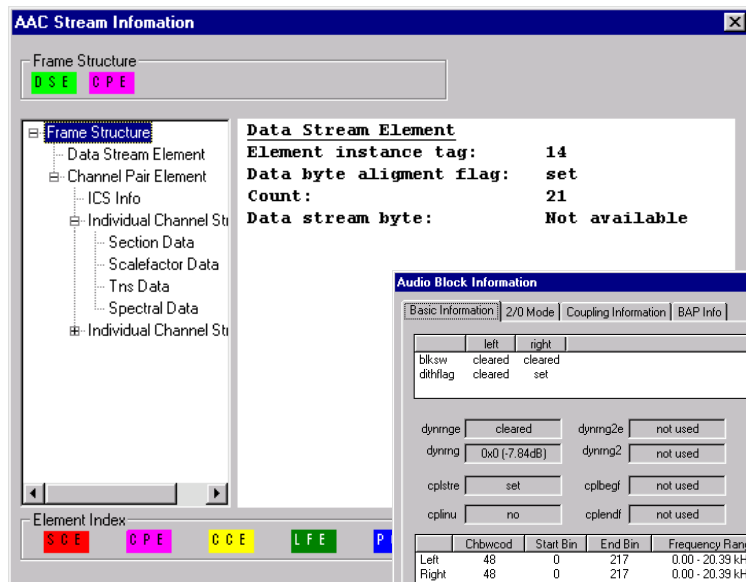 AAC Stream Infomation
Frame Structure
DSE CPE
Frame Structure
Data Stream Element
Channel Pair Element
ICS Info
Individual Channel Str
Section Data
Scalefactor Data
Tns Data
Spectral Data
Individual Channel Str
Data Stream Element
Element instance tag: 14
Data byte aligment flag: set
Count: 21
Data stream byte: Not available
Element Index
SCE CPE CCE LFE P
Audio Block Information
Basic Information 2/0 Mode Coupling Information BAP Info
left right
blksw cleared cleared
dithflag cleared set
dynrnge cleared dynrng2e not used
dynrng 0x0 (-7.84dB) dynrng2 not used
cplstre set cplbegf not used
cplinu no cplendf not used
Chbwcod Start Bin End Bin Frequency Rang
Left 48 0 217 0.00 - 20.39 kH
Right 48 0 217 0.00 - 20.39 kH